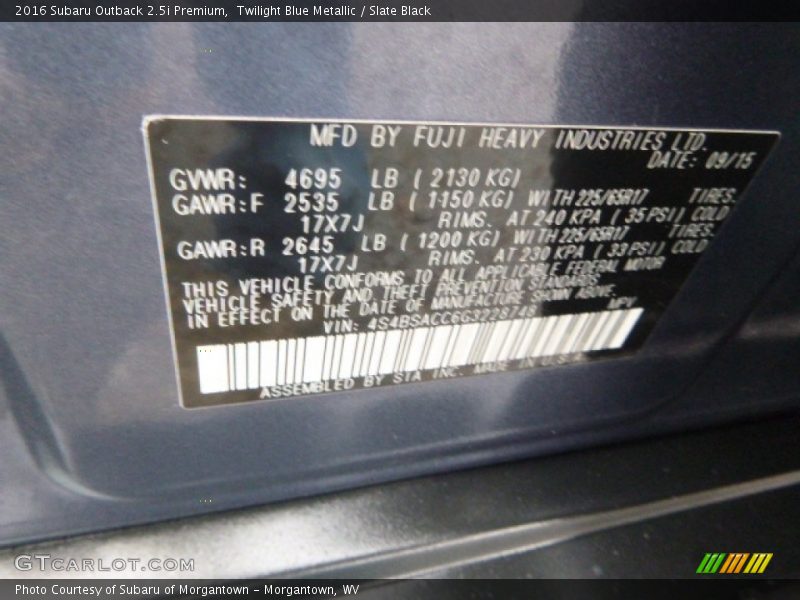 2016 Subaru Outback 2.5i Premium,  Twilight Blue Metallic / Slate Black
MFD BY FUJI HEAVY INDUSTRIES LTD.
DATE: 09/15
GVWR: 4695 LB ( 2130 KG)
GAWR:F 2535 LB ( 1150 KG) WITH 225/65R17 TIRES.
17X7J RIMS. AT 240 KPA ( 35 PSI) COLD
GAWR:R 2645 LB ( 1200 KG) WITH 225/65R17 TIRES.
17X7J RIMS. AT 230 KPA ( 33 PSI) COLD
THIS VEHICLE CONFORMS TO ALL APPLICABLE FEDERAL MOTOR
VEHICLE SAFETY AND THEFT PREVENTION STANDARDS
IN EFFECT ON THE DATE OF MANUFACTURE SHOWN ABOVE.
VIN: 4S4BSACC6G3228748 MPV
ASSEMBLED BY SIA INC. MADE IN U.S.A.
GTCARLOT.COM
Photo Courtesy of Subaru of Morgantown – Morgantown, WV